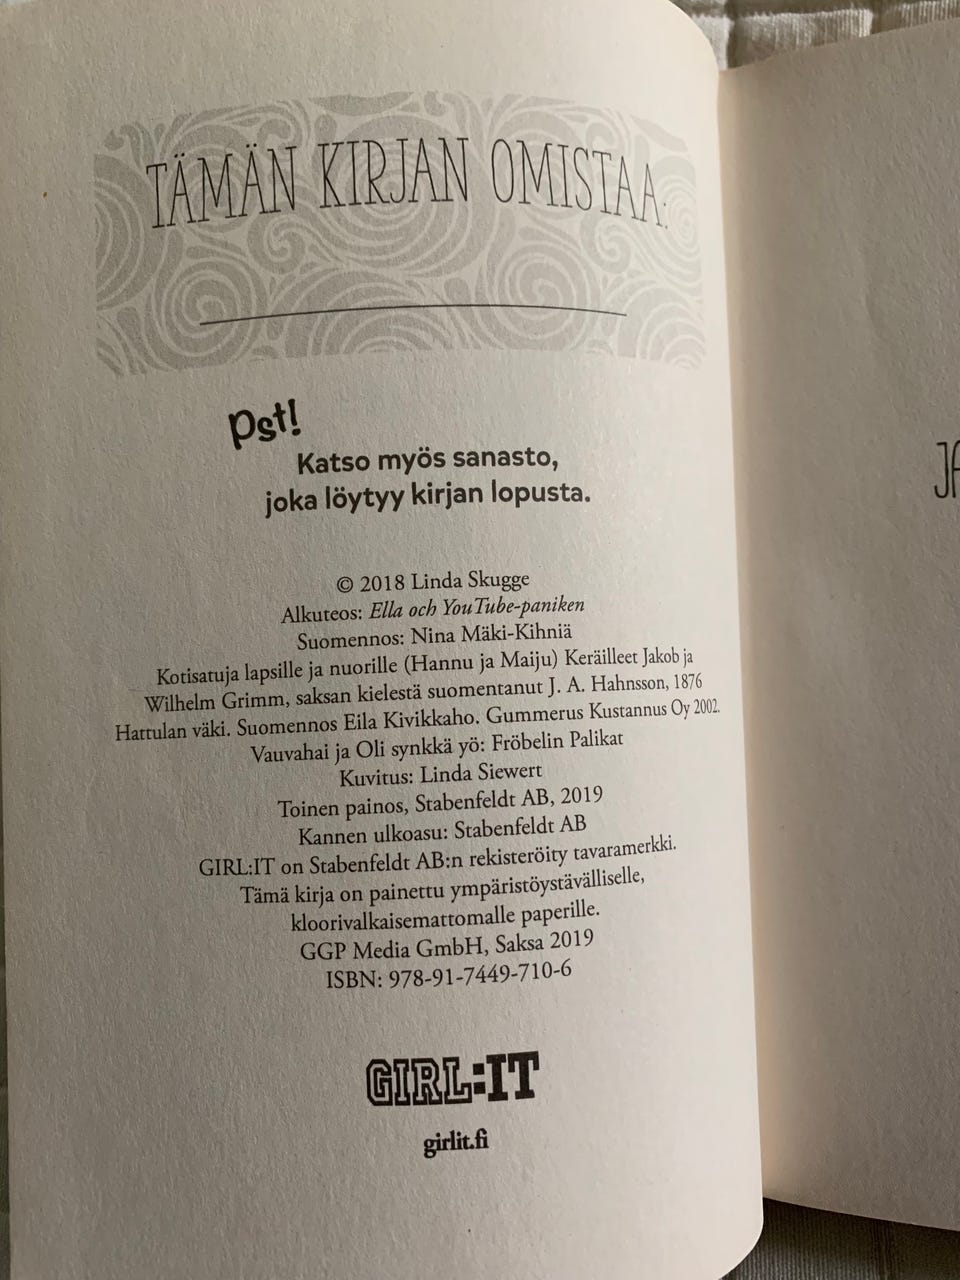 TÄMÄN KIRJAN OMISTAA:
Pst!
Katso myös sanasto,
joka löytyy kirjan lopusta.
© 2018 Linda Skugge
Alkuteos: Ella och YouTube-paniken
Suomennos: Nina Mäki-Kihniä
Kotisatuja lapsille ja nuorille (Hannu ja Maiju) Keräilleet Jakob ja
Wilhelm Grimm, saksan kielestä suomentanut J. A. Hahnsson, 1876
Hattulan väki. Suomennos Eila Kivikkaho. Gummerus Kustannus Oy 2002.
Vauvahai ja Oli synkkä yö: Fröbelin Palikat
Kuvitus: Linda Siewert
Toinen painos, Stabenfeldt AB, 2019
Kannen ulkoasu: Stabenfeldt AB
GIRL:IT on Stabenfeldt AB:n rekisteröity tavaramerkki.
Tämä kirja on painettu ympäristöystävälliselle,
kloorivalkaisemattomalle paperille.
GGP Media GmbH, Saksa 2019
ISBN: 978-91-7449-710-6
GIRL:IT
girlit.fi